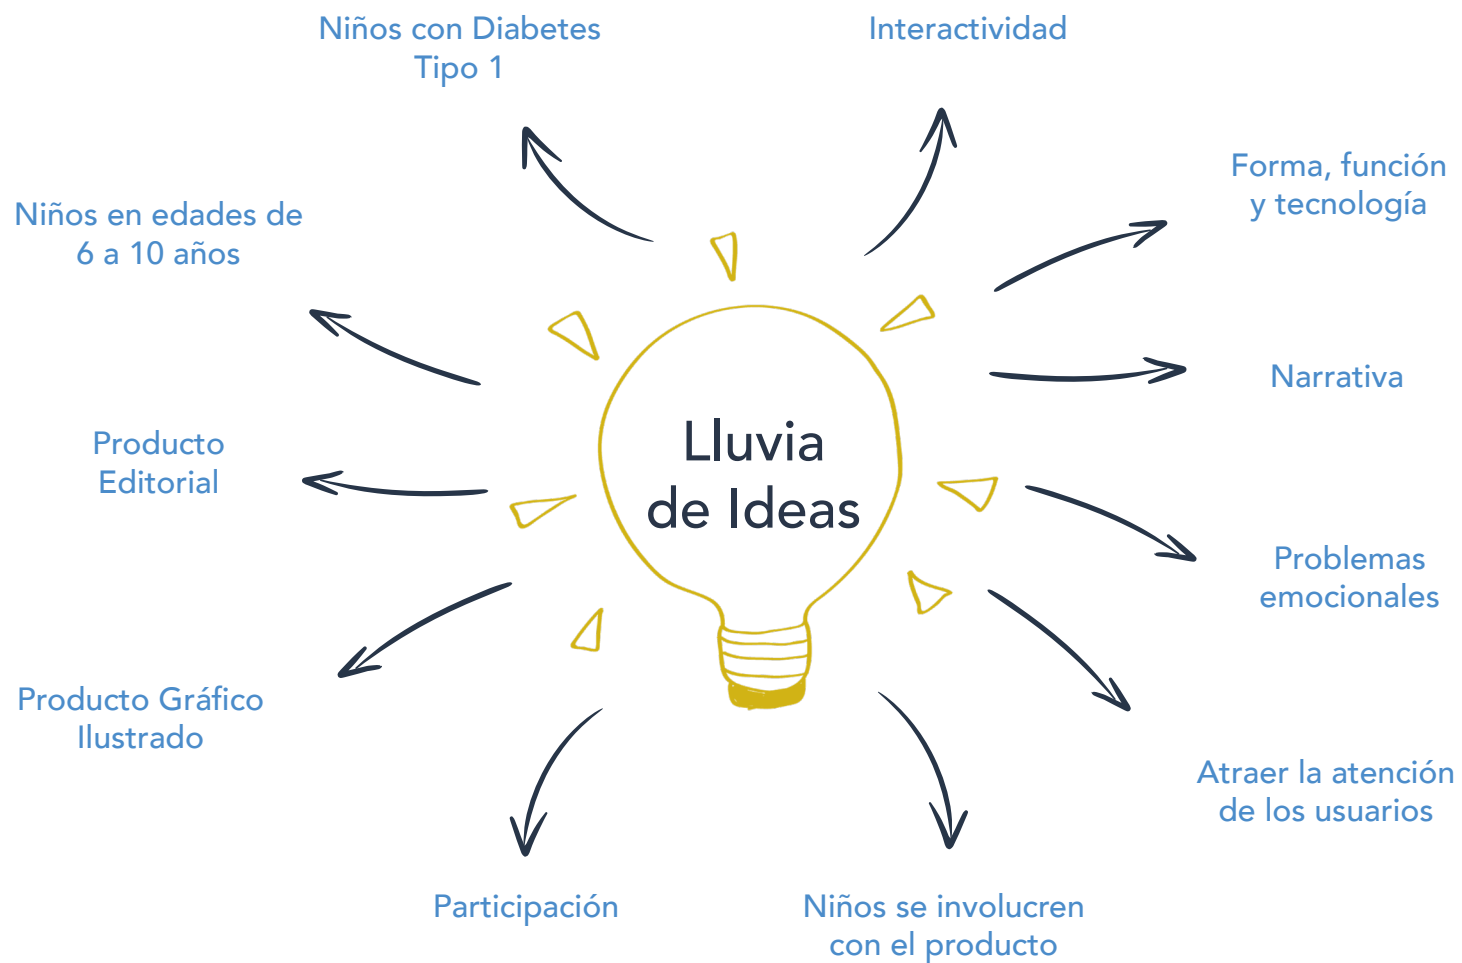 Niños con Diabetes
Tipo 1
Interactividad
Forma, función
y tecnología
Niños en edades de
6 a 10 años
Narrativa
Lluvia
de Ideas
Producto
Editorial
Problemas
emocionales
Producto Gráfico
Ilustrado
Atraer la atención
de los usuarios
Participación
Niños se involucren
con el producto